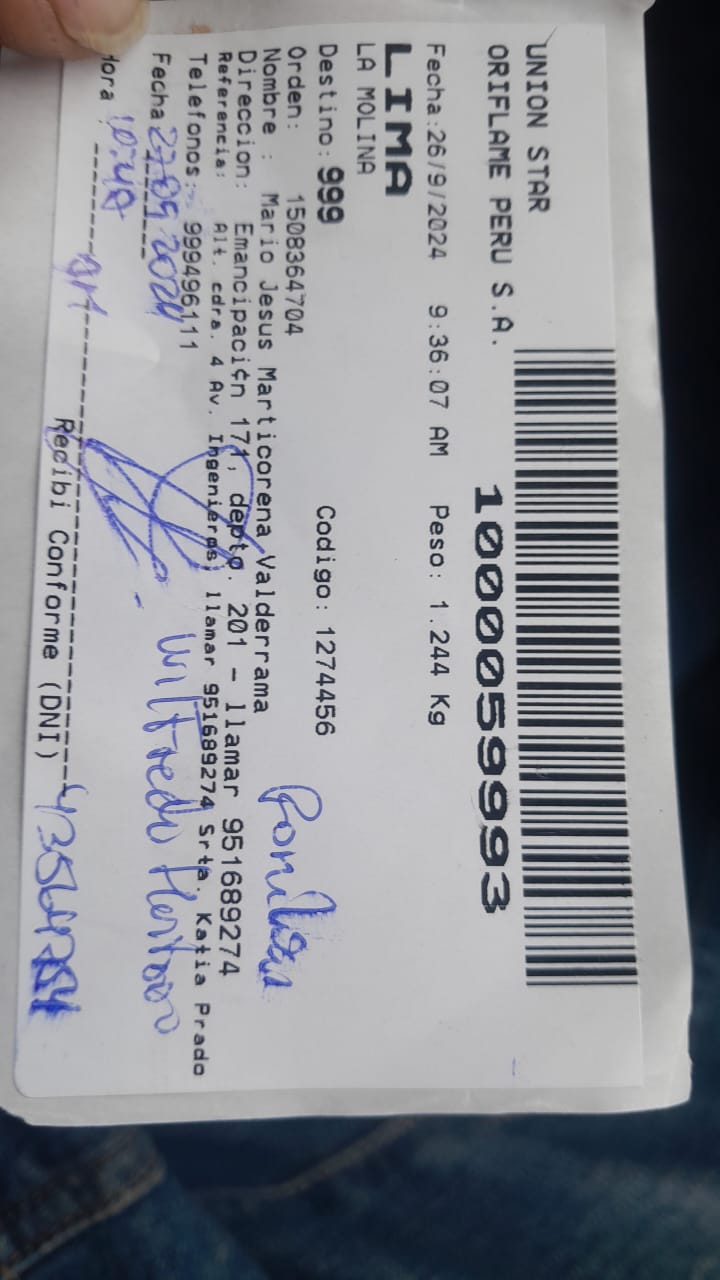 UNION STAR
ORIFLAME PERU S.A.
1000059993
Fecha:26/9/2024 9:36:07 AM Peso: 1.244 Kg
LIMA
LA MOLINA
Destino: 999 Codigo: 1274456
Orden: 1508364704
Nombre : Mario Jesus Marticorena Valderrama
Direccion: Emancipaci¢n 171, depto. 201 - llamar 951689274
Referencia: Alt. cdra. 4 Av. Ingenieros, llamar 951689274 Srta. Katia Prado
Telefonos: 999496111
Fecha 27-09-2024 Wilfredo
Hora : 10:40 AM
Recibi Conforme (DNI)